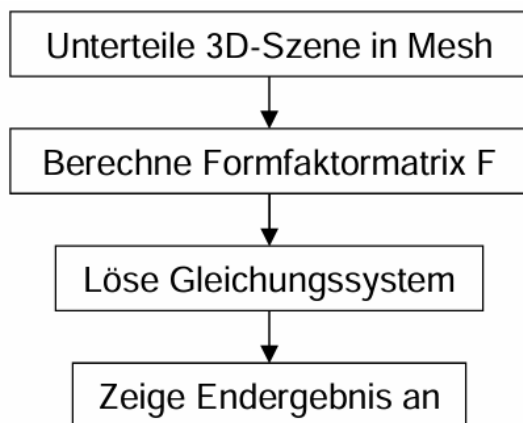 Unterteile 3D-Szene in Mesh
Berechne Formfaktormatrix F
Löse Gleichungssystem
Zeige Endergebnis an